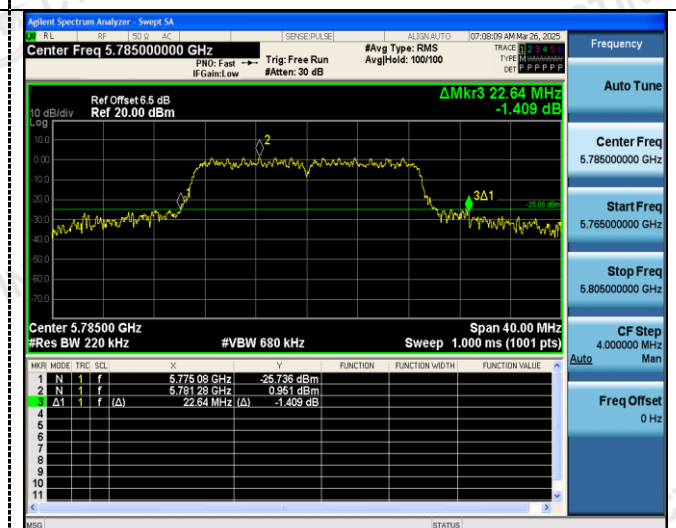 Agilent Spectrum Analyzer - Swept SA
RL RF 50 Ω AC SENSE:PULSE ALIGNAUTO 07:08:09 AM Mar 26, 2025
Center Freq 5.785000000 GHz #Avg Type: RMS TRACE 1 2 3 4 5 6
PNO: Fast Trig: Free Run Avg|Hold: 100/100 TYPE M
IFGain:Low #Atten: 30 dB DET P P P P P P
Ref Offset 6.5 dB ΔMkr3 22.64 MHz
10 dB/div Ref 20.00 dBm -1.409 dB
Log
10.0
0.00
-10.0
-20.0
-30.0
-40.0
-50.0
-60.0
-70.0
2
3Δ1
-25.05 dBm
Center 5.78500 GHz Span 40.00 MHz
#Res BW 220 kHz #VBW 680 kHz Sweep 1.000 ms (1001 pts)
MKR MODE TRC SCL X Y FUNCTION FUNCTION WIDTH FUNCTION VALUE
1 N 1 f 5.775 08 GHz -25.736 dBm
2 N 1 f 5.781 28 GHz 0.951 dBm
3 Δ1 1 f (Δ) 22.64 MHz (Δ) -1.409 dB
4
5
6
7
8
9
10
11
MSG STATUS
Frequency
Auto Tune
Center Freq
5.785000000 GHz
Start Freq
5.765000000 GHz
Stop Freq
5.805000000 GHz
CF Step
4.000000 MHz
Auto Man
Freq Offset
0 Hz